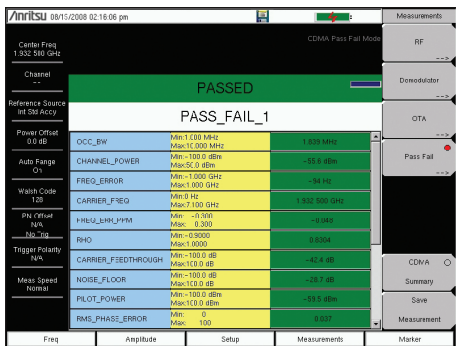 Anritsu 08/15/2008 02:16:06 pm
Measurements
CDMA Pass Fail Mode
Center Freq
1.932 500 GHz
Channel
--
Reference Source
Int Std Accy
Power Offset
0.0 dB
Auto Range
On
Walsh Code
128
PN Offset
N/A
No Trig
Trigger Polarity
N/A
Meas Speed
Normal
PASSED
PASS_FAIL_1
OCC_BW Min:1.000 MHz 1.839 MHz
Max:10.000 MHz
CHANNEL_POWER Min:-100.0 dBm -55.6 dBm
Max:50.0 dBm
FREQ_ERROR Min:-1.000 GHz -94 Hz
Max:1.000 GHz
CARRIER_FREQ Min:0 Hz 1.932 500 GHz
Max:7.100 GHz
FREQ_ERR_PPM Min: -0.300 -0.048
Max: 0.300
RHO Min:-0.9000
Max:1.0000
CARRIER_FEEDTHROUGH Min:-100.0 dB -42.4 dB
Max:100.0 dB
NOISE_FLOOR Min:-100.0 dB -28.7 dB
Max:100.0 dB
PILOT_POWER Min:-100.0 dBm -59.5 dBm
Max:100.0 dBm
RMS_PHASE_ERROR Min: 0 0.037
Max: 100
RF
-->
Demodulator
-->
OTA
-->
Pass Fail
-->
CDMA
Summary
Save
Measurement
-->
Freq
Amplitude
Setup
Measurements
Marker